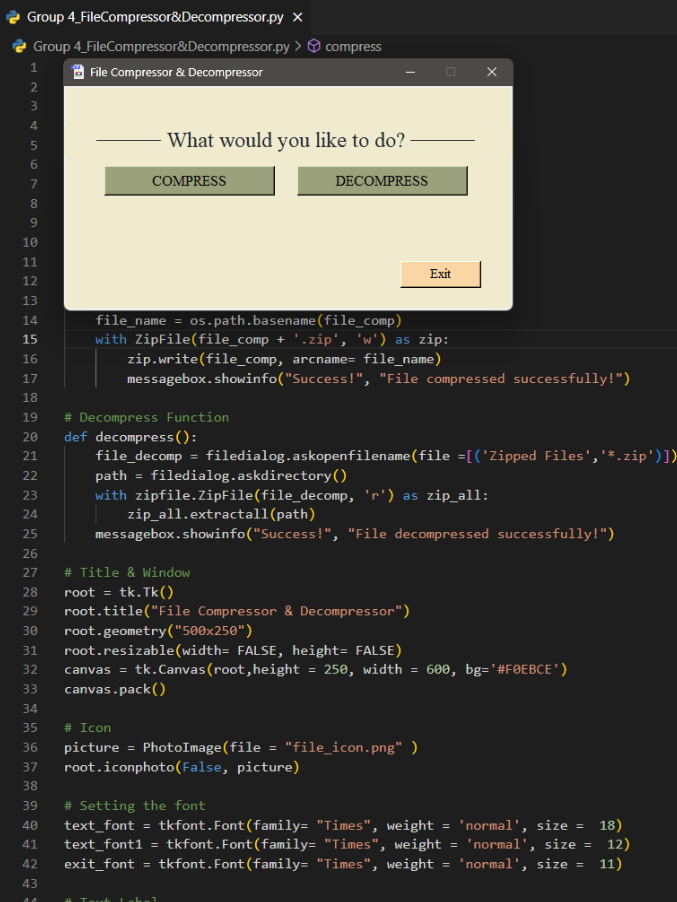 Group 4_FileCompressor&Decompressor.py
Group 4_FileCompressor&Decompressor.py > compress
File Compressor & Decompressor
What would you like to do?
COMPRESS DECOMPRESS
Exit
1
2
3
4
5
6
7
8
9
10
11
12
13
14 file_name = os.path.basename(file_comp)
15 with ZipFile(file_comp + '.zip', 'w') as zip:
16 zip.write(file_comp, arcname= file_name)
17 messagebox.showinfo("Success!", "File compressed successfully!")
18
19 # Decompress Function
20 def decompress():
21 file_decomp = filedialog.askopenfilename(file =[('Zipped Files','*.zip')])
22 path = filedialog.askdirectory()
23 with zipfile.ZipFile(file_decomp, 'r') as zip_all:
24 zip_all.extractall(path)
25 messagebox.showinfo("Success!", "File decompressed successfully!")
26
27 # Title & Window
28 root = tk.Tk()
29 root.title("File Compressor & Decompressor")
30 root.geometry("500x250")
31 root.resizable(width= FALSE, height= FALSE)
32 canvas = tk.Canvas(root,height = 250, width = 600, bg='#F0EBCE')
33 canvas.pack()
34
35 # Icon
36 picture = PhotoImage(file = "file_icon.png" )
37 root.iconphoto(False, picture)
38
39 # Setting the font
40 text_font = tkfont.Font(family= "Times", weight = 'normal', size =  18)
41 text_font1 = tkfont.Font(family= "Times", weight = 'normal', size =  12)
42 exit_font = tkfont.Font(family= "Times", weight = 'normal', size =  11)
43
44 # Text Label